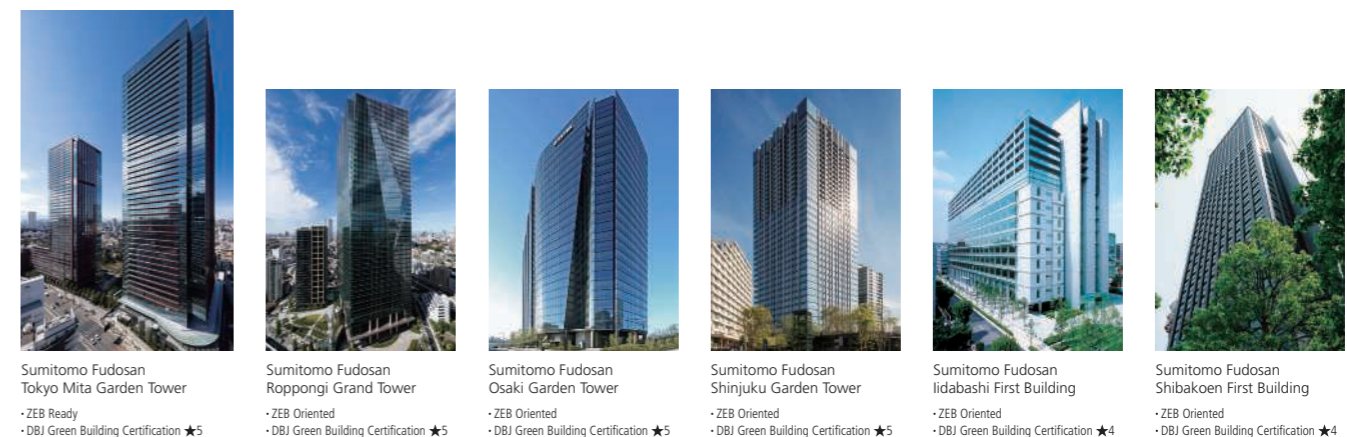 Sumitomo Fudosan
Tokyo Mita Garden Tower
・ZEB Ready
・DBJ Green Building Certification ★5
Sumitomo Fudosan
Roppongi Grand Tower
・ZEB Oriented
・DBJ Green Building Certification ★5
Sumitomo Fudosan
Osaki Garden Tower
・ZEB Oriented
・DBJ Green Building Certification ★5
Sumitomo Fudosan
Shinjuku Garden Tower
・ZEB Oriented
・DBJ Green Building Certification ★5
Sumitomo Fudosan
Iidabashi First Building
・ZEB Oriented
・DBJ Green Building Certification ★4
Sumitomo Fudosan
Shibakoen First Building
・ZEB Oriented
・DBJ Green Building Certification ★4